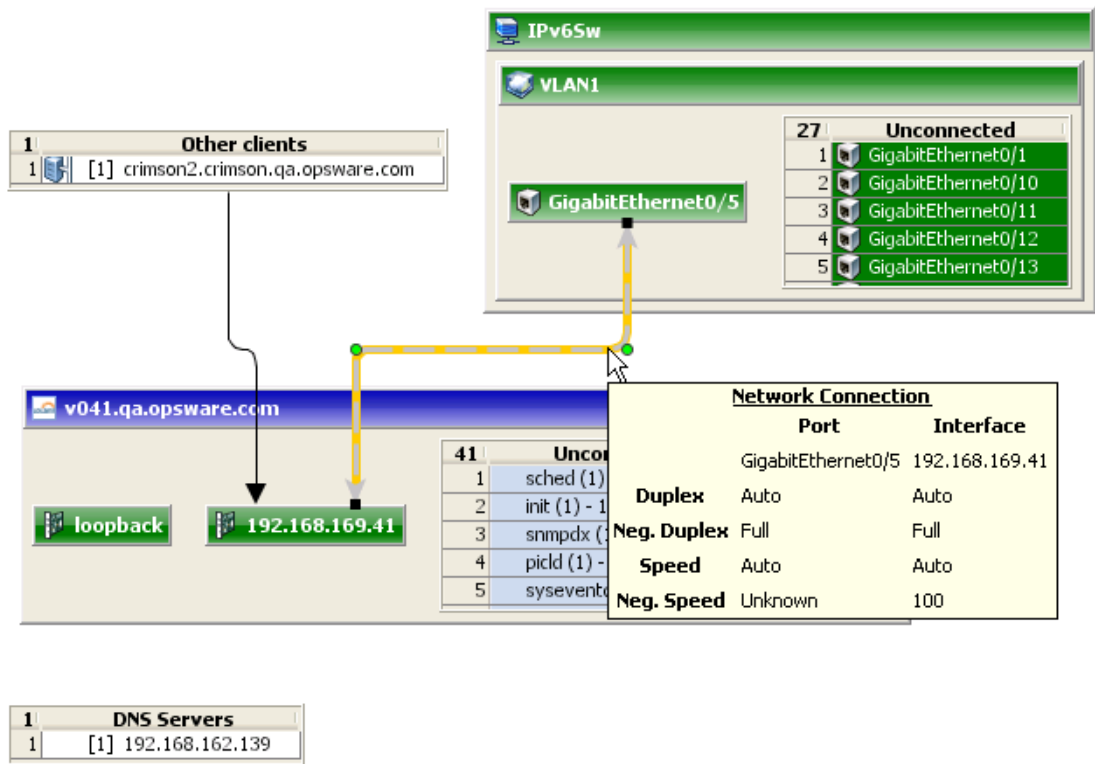 IPv6Sw
VLAN1
27 Unconnected
1 GigabitEthernet0/1
2 GigabitEthernet0/10
3 GigabitEthernet0/11
4 GigabitEthernet0/12
5 GigabitEthernet0/13
GigabitEthernet0/5
1 Other clients
1 [1] crimson2.crimson.qa.opsware.com
v041.qa.opsware.com
loopback
192.168.169.41
41
1 sched (1)
2 init (1) - 1
3 snmpdx
4 picld (1) -
5
Network Connection
Port Interface
GigabitEthernet0/5 192.168.169.41
Duplex Auto Auto
Neg. Duplex Full Full
Speed Auto Auto
Neg. Speed Unknown 100
1 DNS Servers
1 [1] 192.168.162.139